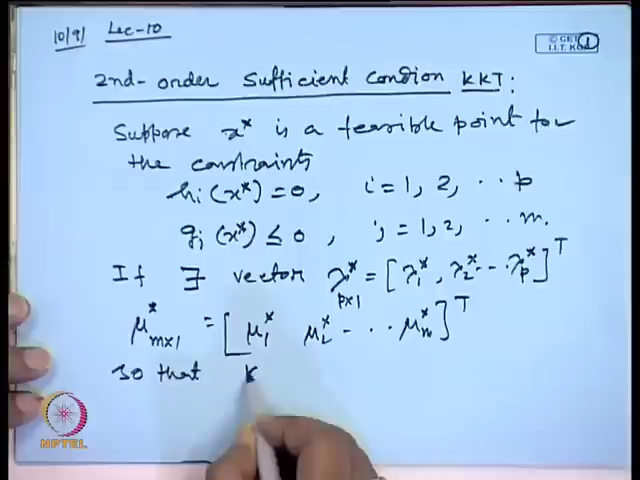 10/9/ Lec-10
© CET
I.I.T. KGP
1
2nd-order Sufficient Condion KKT:
Suppose x* is a feasible point for
the constraints
hi(x*) = 0, i = 1, 2, ·· p
gj(x*) ≤ 0, j = 1, 2, ·· m.
If ∃ vector λ*p×1 = [λ1*, λ2* -- λp*]T
μ*m×1 = [μ1* μ2* - ·· μm*]T
so that K
NPTEL